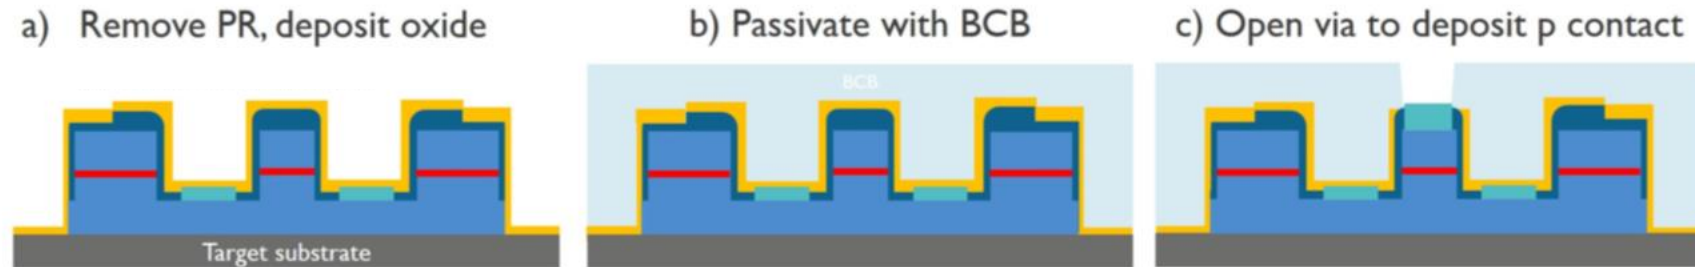 a) Remove PR, deposit oxide
b) Passivate with BCB
c) Open via to deposit p contact
BCB
Target substrate